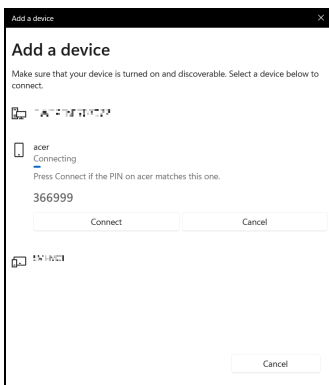 Add a device
Add a device
Make sure that your device is turned on and discoverable. Select a device below to
connect.
acer
Connecting
Press Connect if the PIN on acer matches this one.
366999
Connect Cancel
Cancel